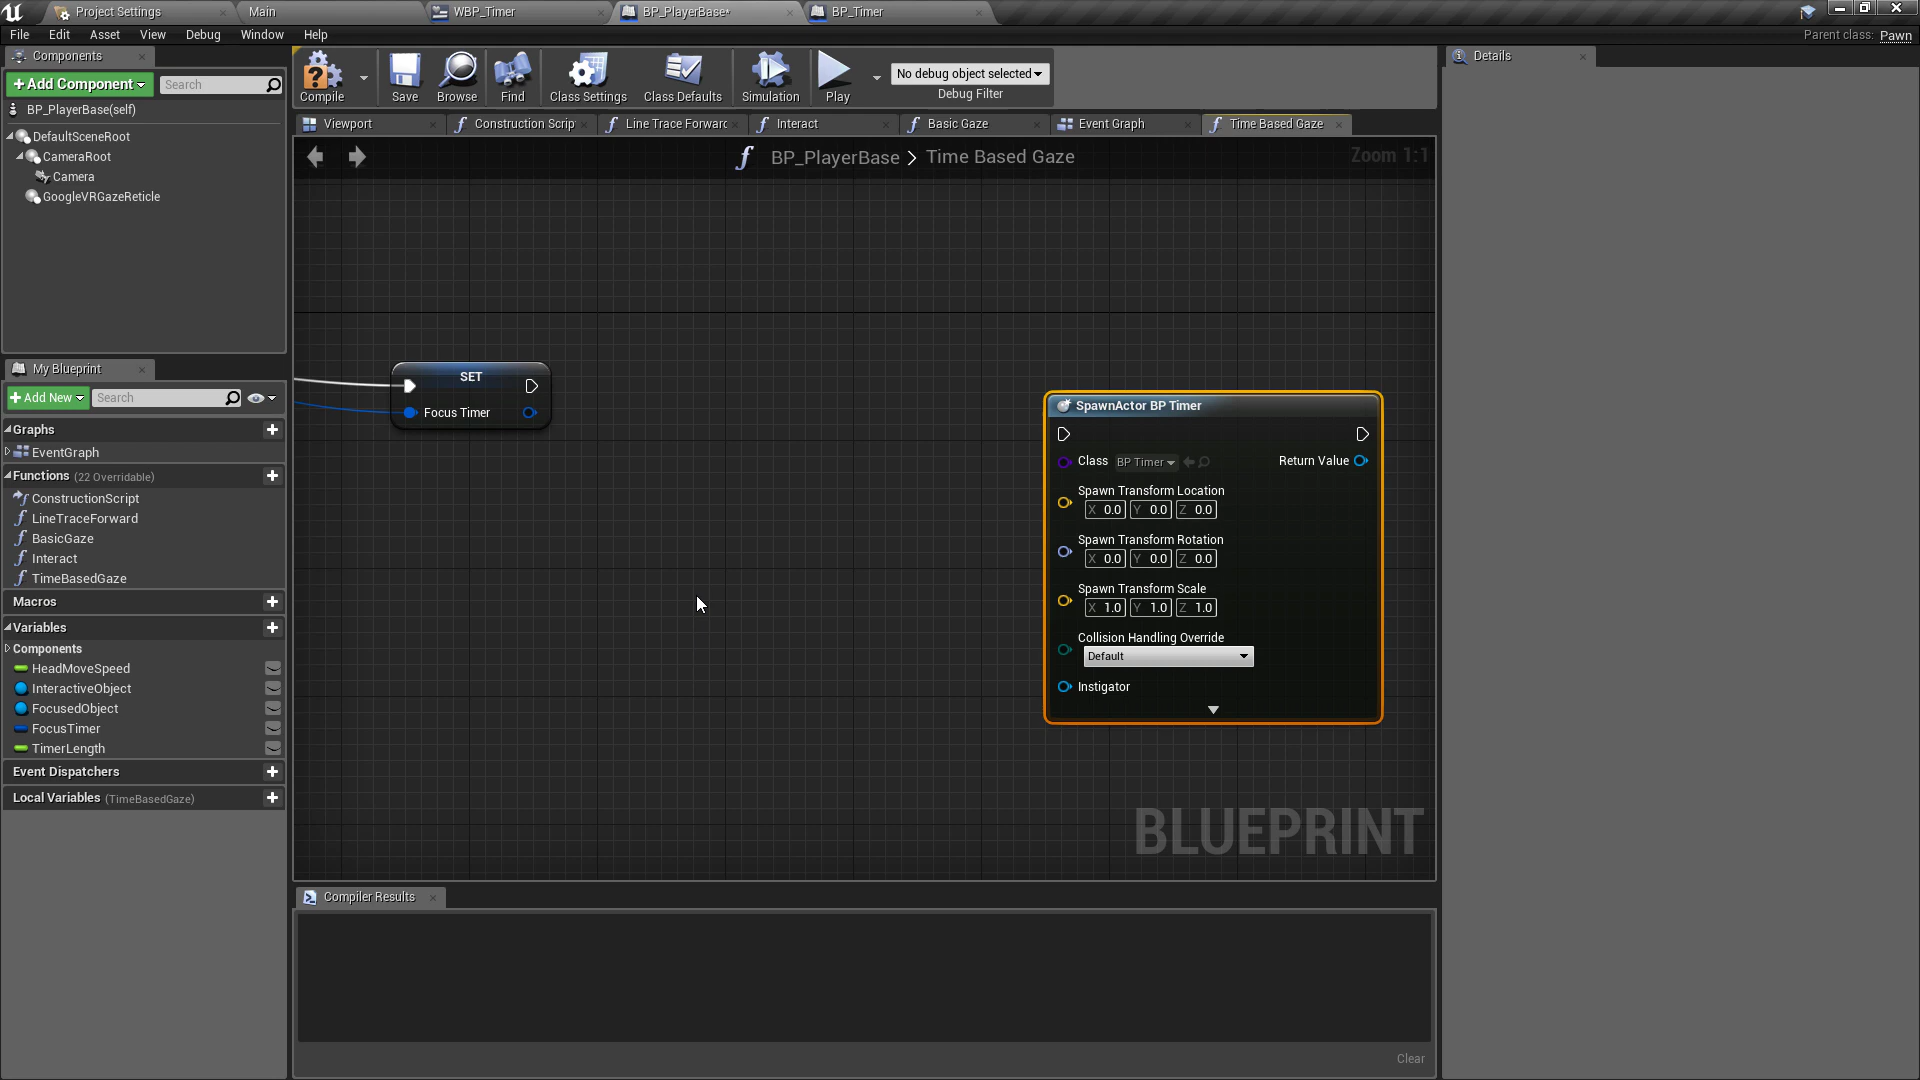 Project Settings
Main
WBP_Timer
BP_PlayerBase*
BP_Timer
File Edit Asset View Debug Window Help
Parent class: Pawn
Components
Add Component
Search
BP_PlayerBase(self)
DefaultSceneRoot
CameraRoot
Camera
GoogleVRGazeReticle
Compile
Save
Browse
Find
Class Settings
Class Defaults
Simulation
Play
No debug object selected
Debug Filter
Details
Viewport
Construction Scrip
Line Trace Forward
Interact
Basic Gaze
Event Graph
Time Based Gaze
BP_PlayerBase > Time Based Gaze
Zoom 1:1
SET
Focus Timer
SpawnActor BP Timer
Class BP Timer
Return Value
Spawn Transform Location
X 0.0 Y 0.0 Z 0.0
Spawn Transform Rotation
X 0.0 Y 0.0 Z 0.0
Spawn Transform Scale
X 1.0 Y 1.0 Z 1.0
Collision Handling Override
Default
Instigator
BLUEPRINT
My Blueprint
Add New
Search
Graphs
EventGraph
Functions (22 Overridable)
ConstructionScript
LineTraceForward
BasicGaze
Interact
TimeBasedGaze
Macros
Variables
Components
HeadMoveSpeed
InteractiveObject
FocusedObject
FocusTimer
TimerLength
Event Dispatchers
Local Variables (TimeBasedGaze)
Compiler Results
Clear